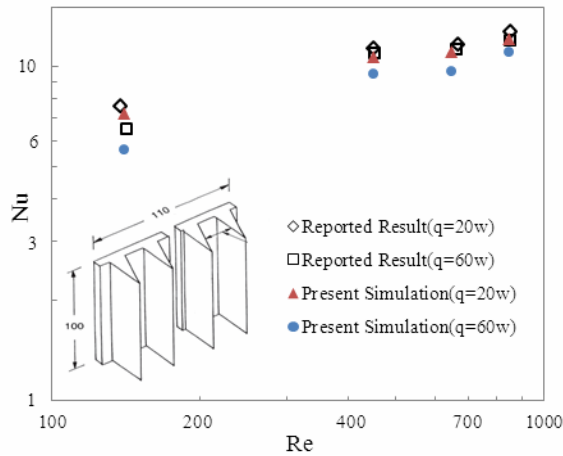 10
6
3
1
Nu
110
100
Reported Result(q=20w)
Reported Result(q=60w)
Present Simulation(q=20w)
Present Simulation(q=60w)
100 200 400 700 1000
Re